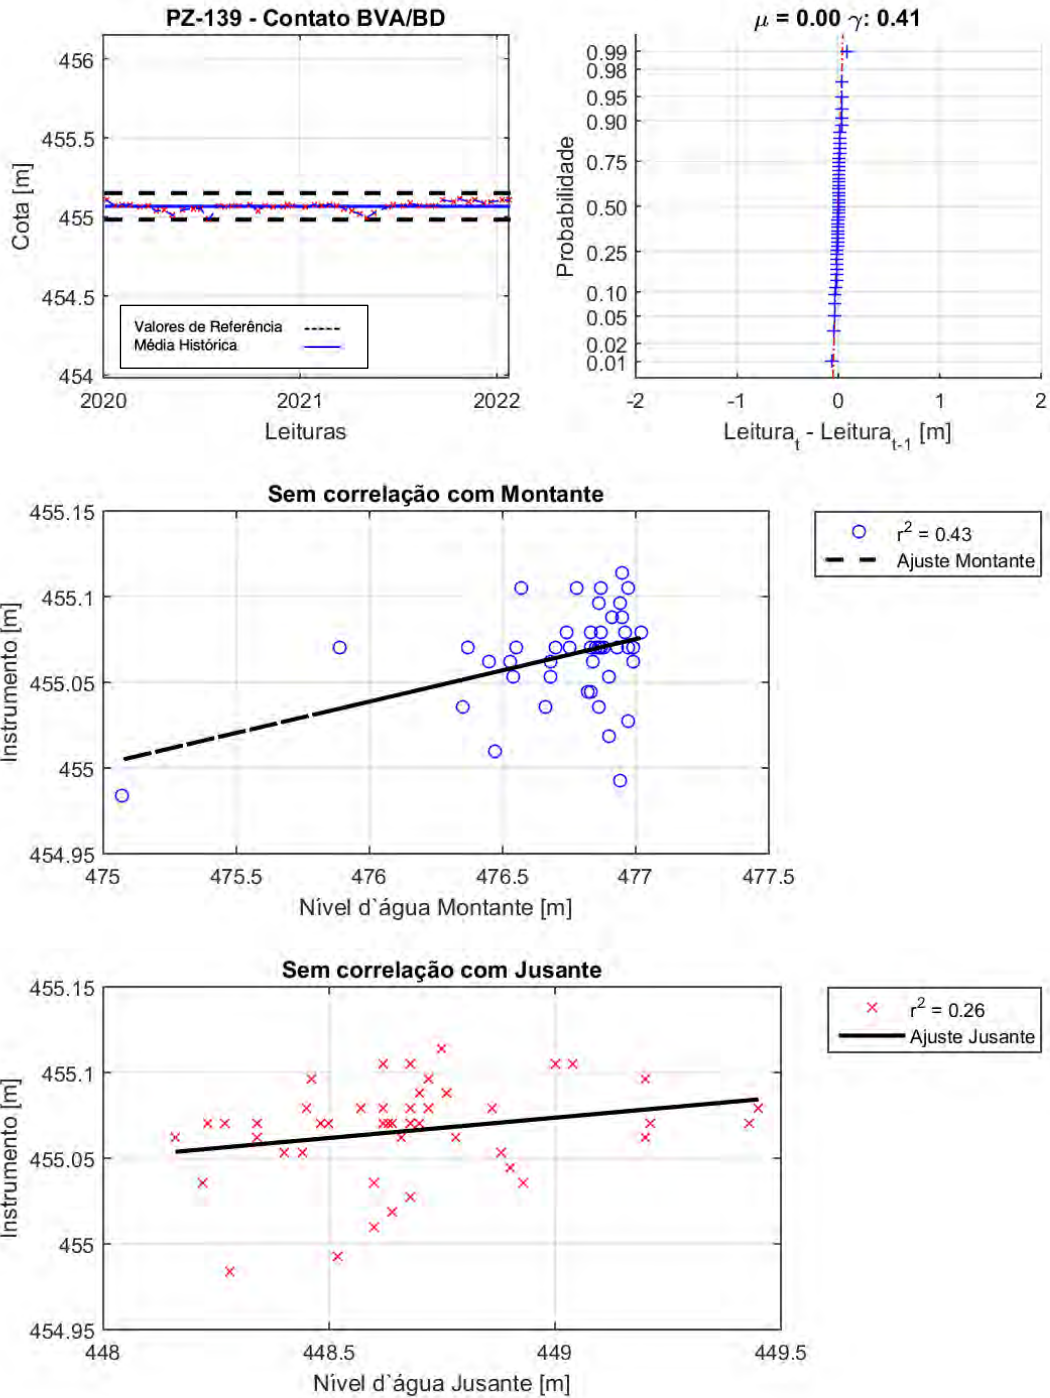 PZ-139 - Contato BVA/BD
456
455.5
455
454.5
454
Cota [m]
Valores de Referência
Média Histórica
2020
2021
2022
Leituras
μ = 0.00 γ: 0.41
0.99
0.98
0.95
0.90
0.75
0.50
0.25
0.10
0.05
0.02
0.01
Probabilidade
-2
-1
0
1
2
Leitura_t - Leitura_t-1 [m]
Sem correlação com Montante
455.15
455.1
455.05
455
454.95
Instrumento [m]
475
475.5
476
476.5
477
477.5
Nível d`água Montante [m]
r² = 0.43
Ajuste Montante
Sem correlação com Jusante
455.15
455.1
455.05
455
454.95
Instrumento [m]
448
448.5
449
449.5
Nível d`água Jusante [m]
r² = 0.26
Ajuste Jusante